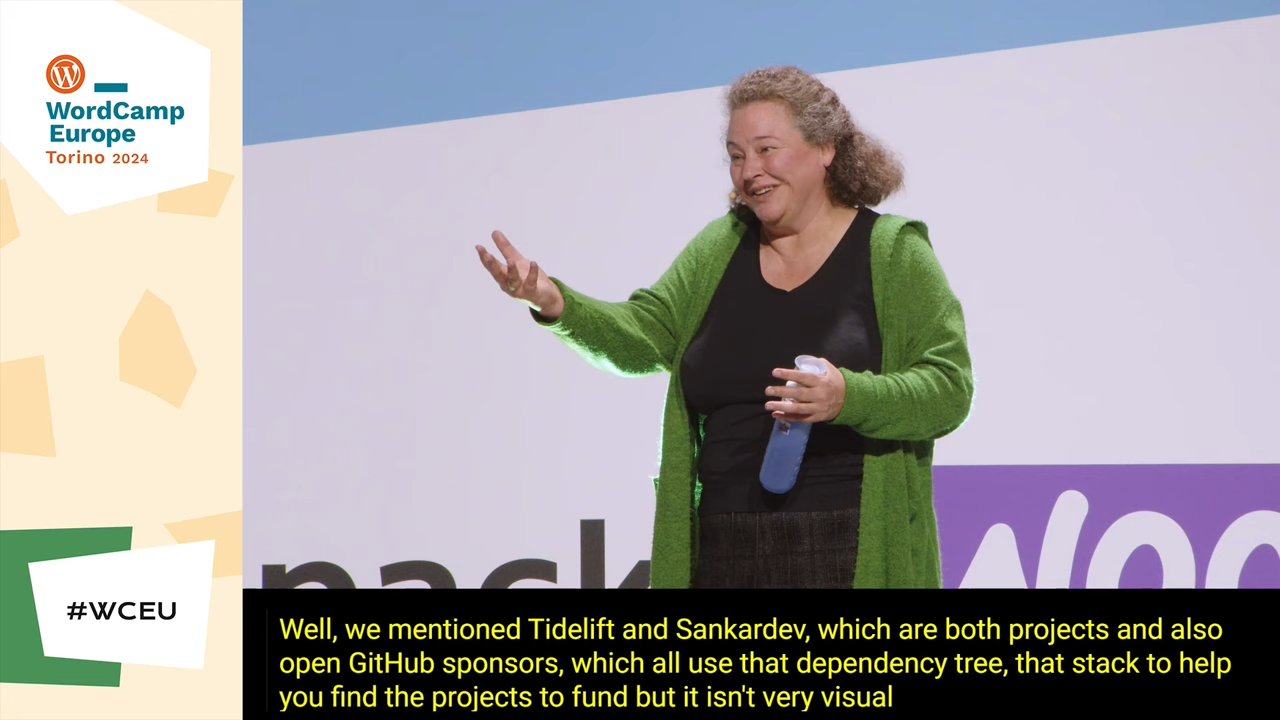 WordCamp
Europe
Torino 2024
pack
woo
#WCEU
Well, we mentioned Tidelift and Sankardev, which are both projects and also
open GitHub sponsors, which all use that dependency tree, that stack to help
you find the projects to fund but it isn't very visual